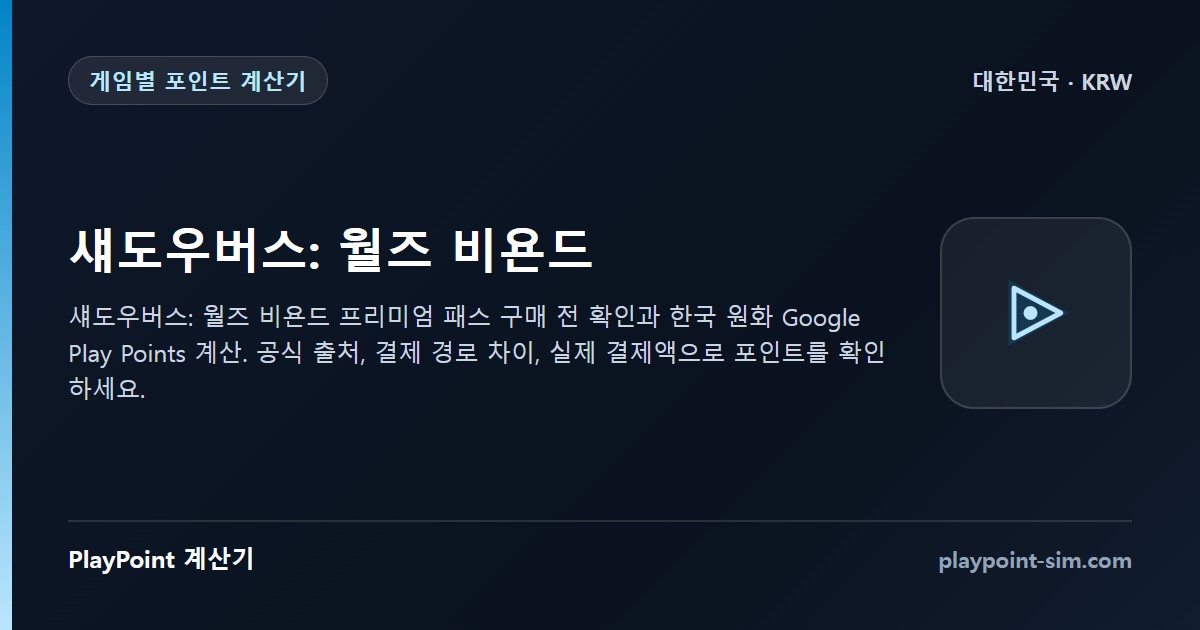 게임별 포인트 계산기
대한민국 · KRW
섀도우버스: 월즈 비욘드
섀도우버스: 월즈 비욘드 프리미엄 패스 구매 전 확인과 한국 원화 Google
Play Points 계산. 공식 출처, 결제 경로 차이, 실제 결제액으로 포인트를 확인
하세요.
PlayPoint 계산기
playpoint-sim.com